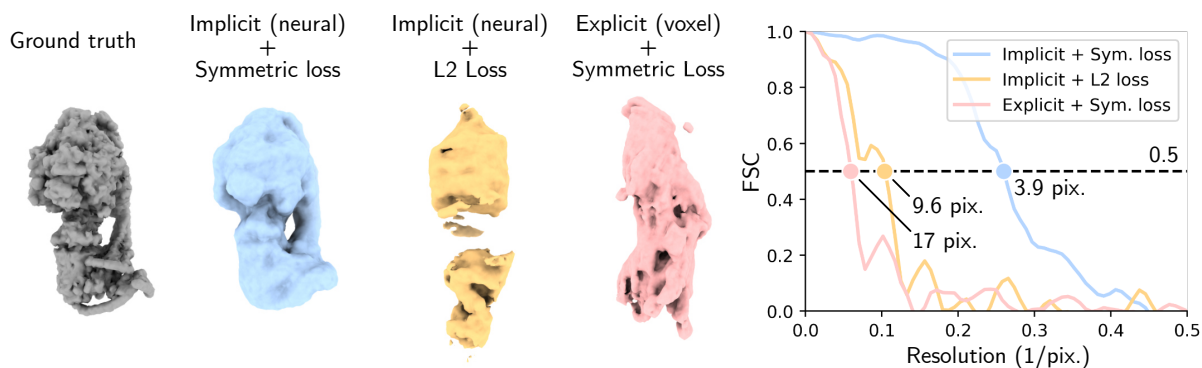 Ground truth
Implicit (neural)
+
Symmetric loss
Implicit (neural)
+
L2 Loss
Explicit (voxel)
+
Symmetric Loss
1.0
0.8
0.6
0.4
0.2
0.0
FSC
Implicit + Sym. loss
Implicit + L2 loss
Explicit + Sym. loss
0.5
3.9 pix.
9.6 pix.
17 pix.
0.0
0.1
0.2
0.3
0.4
0.5
Resolution (1/pix.)